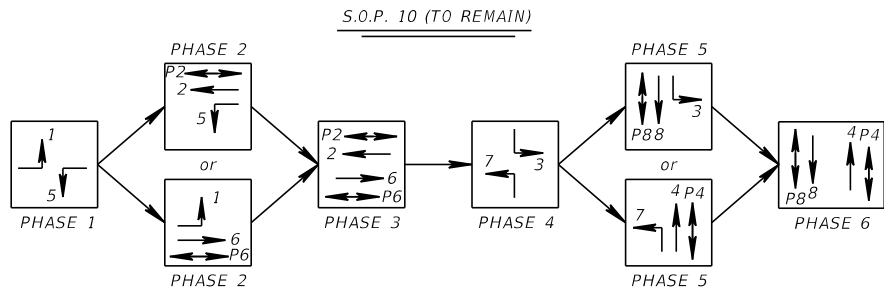 S.O.P. 10 (TO REMAIN)
PHASE 2
P2
2
5
or
1
6
P6
PHASE 2
1
5
PHASE 1
P2
2
6
P6
PHASE 3
7
3
PHASE 4
PHASE 5
3
P8 8
or
7
4 P4
PHASE 5
4 P4
P8 8
PHASE 6